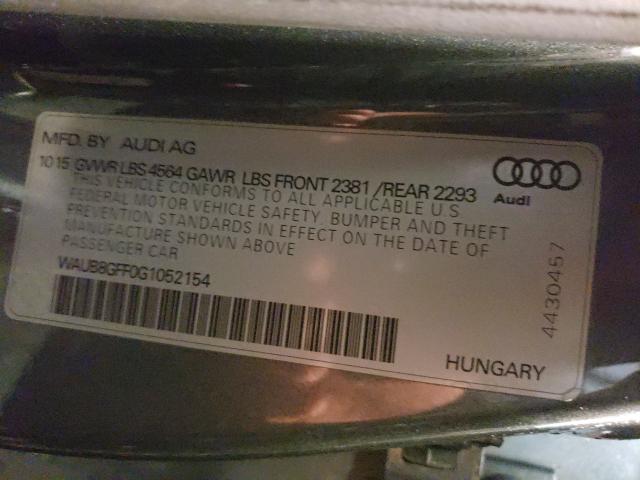 MFD. BY AUDI AG
10 15 GVWR LBS 4564 GAWR LBS FRONT 2381 /REAR 2293
THIS VEHICLE CONFORMS TO ALL APPLICABLE U.S
FEDERAL MOTOR VEHICLE SAFETY, BUMPER AND THEFT
PREVENTION STANDARDS IN EFFECT ON THE DATE OF
MANUFACTURE SHOWN ABOVE
PASSENGER CAR
WAUB8GFF0G1052154
Audi
4430457
HUNGARY